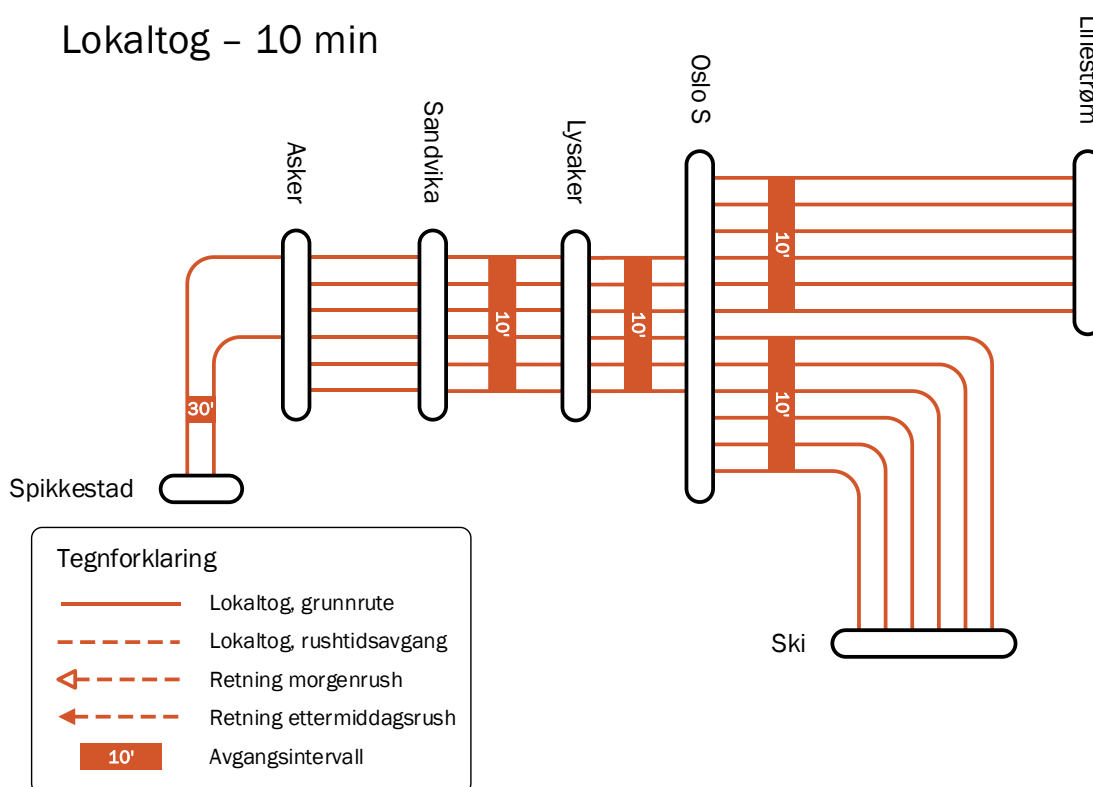 Lokaltog – 10 min
Asker
Sandvika
Lysaker
Oslo S
Lillestrøm
10'
10'
10'
10'
30'
Spikkestad
Ski
Tegnforklaring
Lokaltog, grunnrute
Lokaltog, rushtidsavgang
Retning morgenrush
Retning ettermiddagsrush
10'
Avgangsintervall